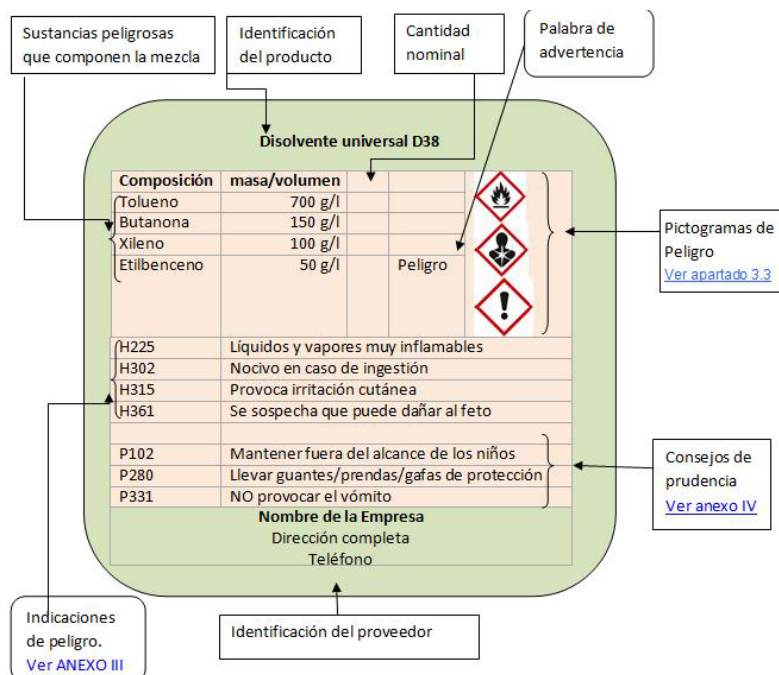 Sustancias peligrosas
que componen la mezcla
Identificación
del producto
Cantidad
nominal
Palabra de
advertencia
Disolvente universal D38
Composición masa/volumen
Tolueno 700 g/l
Butanona 150 g/l
Xileno 100 g/l
Etilbenceno 50 g/l Peligro
Pictogramas de
Peligro
Ver apartado 3.3
H225 Líquidos y vapores muy inflamables
H302 Nocivo en caso de ingestión
H315 Provoca irritación cutánea
H361 Se sospecha que puede dañar al feto
P102 Mantener fuera del alcance de los niños
P280 Llevar guantes/prendas/gafas de protección
P331 NO provocar el vómito
Consejos de
prudencia
Ver anexo IV
Nombre de la Empresa
Dirección completa
Teléfono
Indicaciones
de peligro.
Ver ANEXO III
Identificación del proveedor